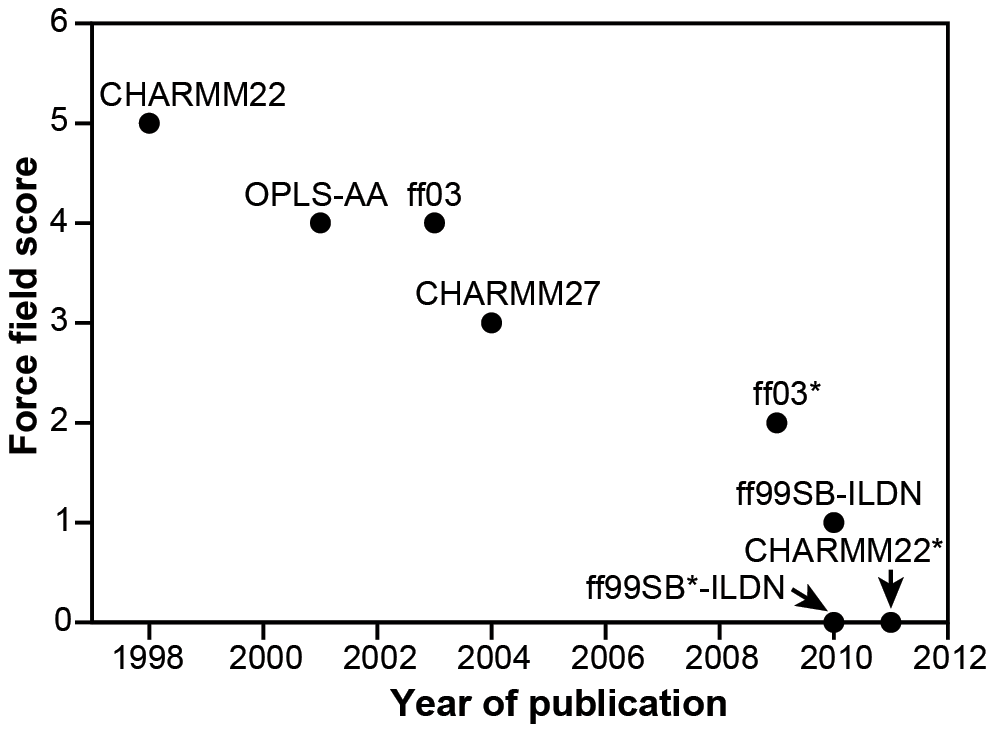 6
CHARMM22
5
OPLS-AA ff03
4
CHARMM27
3
ff03*
2
ff99SB-ILDN
1
CHARMM22*
ff99SB*-ILDN
0
1998 2000 2002 2004 2006 2008 2010 2012
Year of publication
Force field score